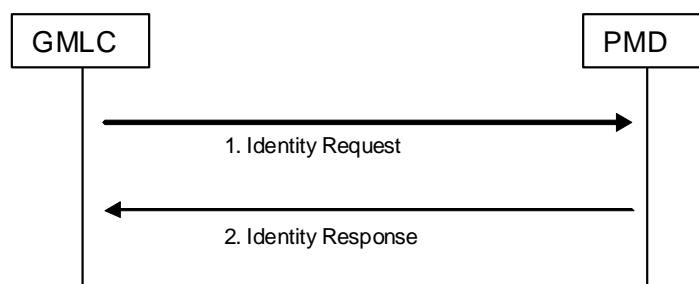 GMLC
PMD
1. Identity Request
2. Identity Response